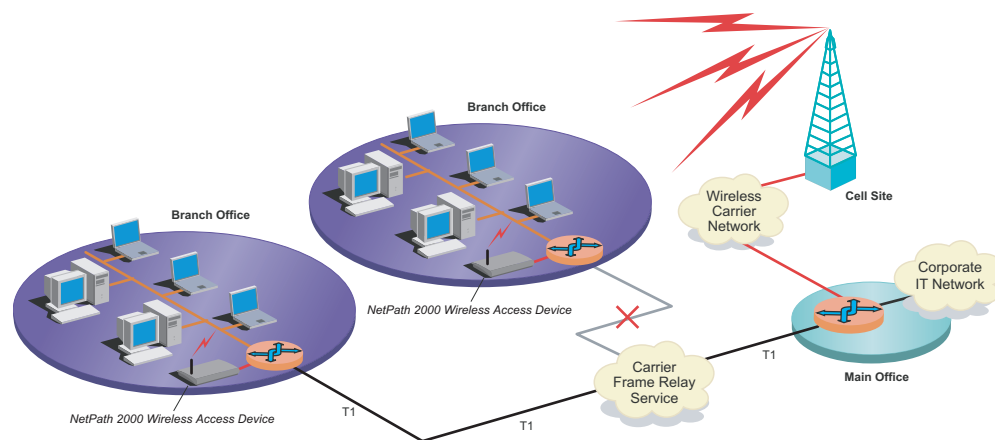 Branch Office
Branch Office
Cell Site
Wireless
Carrier
Network
Corporate
IT Network
NetPath 2000 Wireless Access Device
Main Office
T1
Carrier
Frame Relay
Service
NetPath 2000 Wireless Access Device
T1
T1